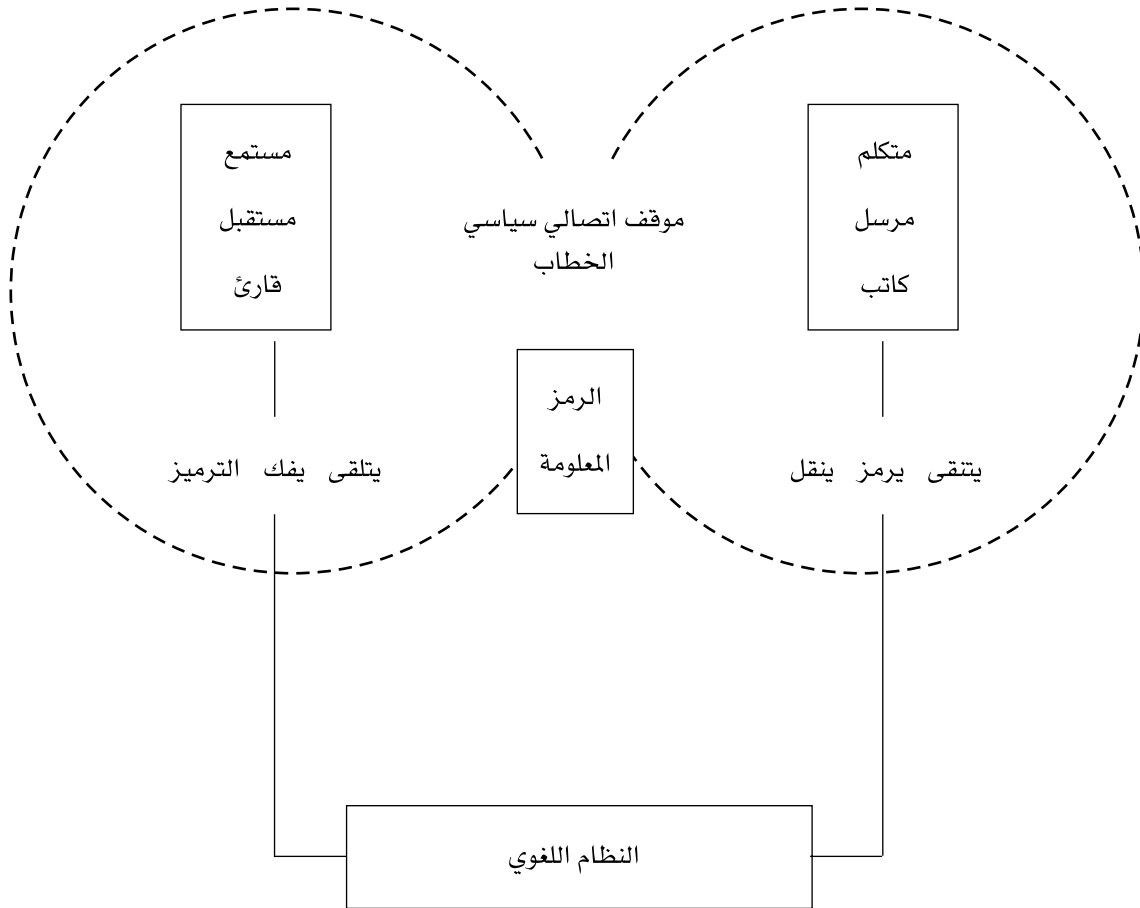 متكلم
مرسل
كاتب
موقف اتصالي سياسي
الخطاب
مستمع
مستقبل
قارئ
الرمز
المعلومة
يتنقى يرمز ينقل
يتلقى يفك الترميز
النظام اللغوي